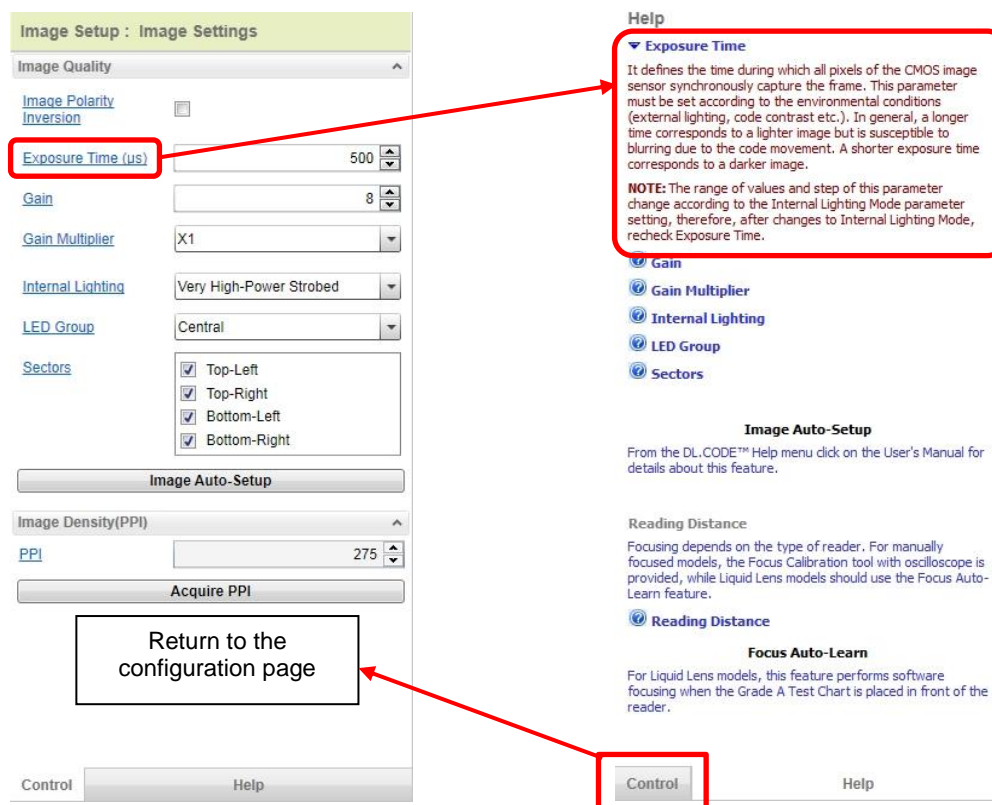 Image Setup : Image Settings
Image Quality
Image Polarity
Inversion
Exposure Time (µs)
500
Gain
8
Gain Multiplier
X1
Internal Lighting
Very High-Power Strobed
LED Group
Central
Sectors
Top-Left
Top-Right
Bottom-Left
Bottom-Right
Image Auto-Setup
Image Density(PPI)
PPI
275
Acquire PPI
Return to the
configuration page
Control
Help
Help
Exposure Time
It defines the time during which all pixels of the CMOS image
sensor synchronously capture the frame. This parameter
must be set according to the environmental conditions
(external lighting, code contrast etc.). In general, a longer
time corresponds to a lighter image but is susceptible to
blurring due to the code movement. A shorter exposure time
corresponds to a darker image.
NOTE: The range of values and step of this parameter
change according to the Internal Lighting Mode parameter
setting, therefore, after changes to Internal Lighting Mode,
recheck Exposure Time.
Gain
Gain Multiplier
Internal Lighting
LED Group
Sectors
Image Auto-Setup
From the DL.CODE™ Help menu click on the User's Manual for
details about this feature.
Reading Distance
Focusing depends on the type of reader. For manually
focused models, the Focus Calibration tool with oscilloscope is
provided, while Liquid Lens models should use the Focus Auto-
Learn feature.
Reading Distance
Focus Auto-Learn
For Liquid Lens models, this feature performs software
focusing when the Grade A Test Chart is placed in front of the
reader.
Control
Help